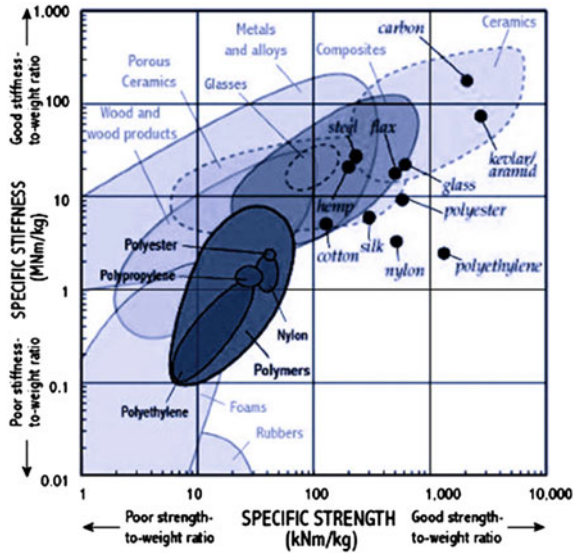 1.000
100
10
1
0.1
0.01
Good stiffness-
to-weight ratio
SPECIFIC STIFFNESS
(MNm/kg)
Poor stiffness-
to-weight ratio
Metals
and alloys
Porous
Ceramics
Glasses
Wood and
wood products
Composites
carbon
Ceramics
steel
flax
kevlar/
aramid
glass
hemp
polyester
cotton
silk
nylon
polyethylene
Polyester
Polypropylene
Nylon
Polymers
Polyethylene
Foams
Rubbers
1
10
100
1,000
10,000
Poor strength-
to-weight ratio
SPECIFIC STRENGTH
(kNm/kg)
Good strength-
to-weight ratio